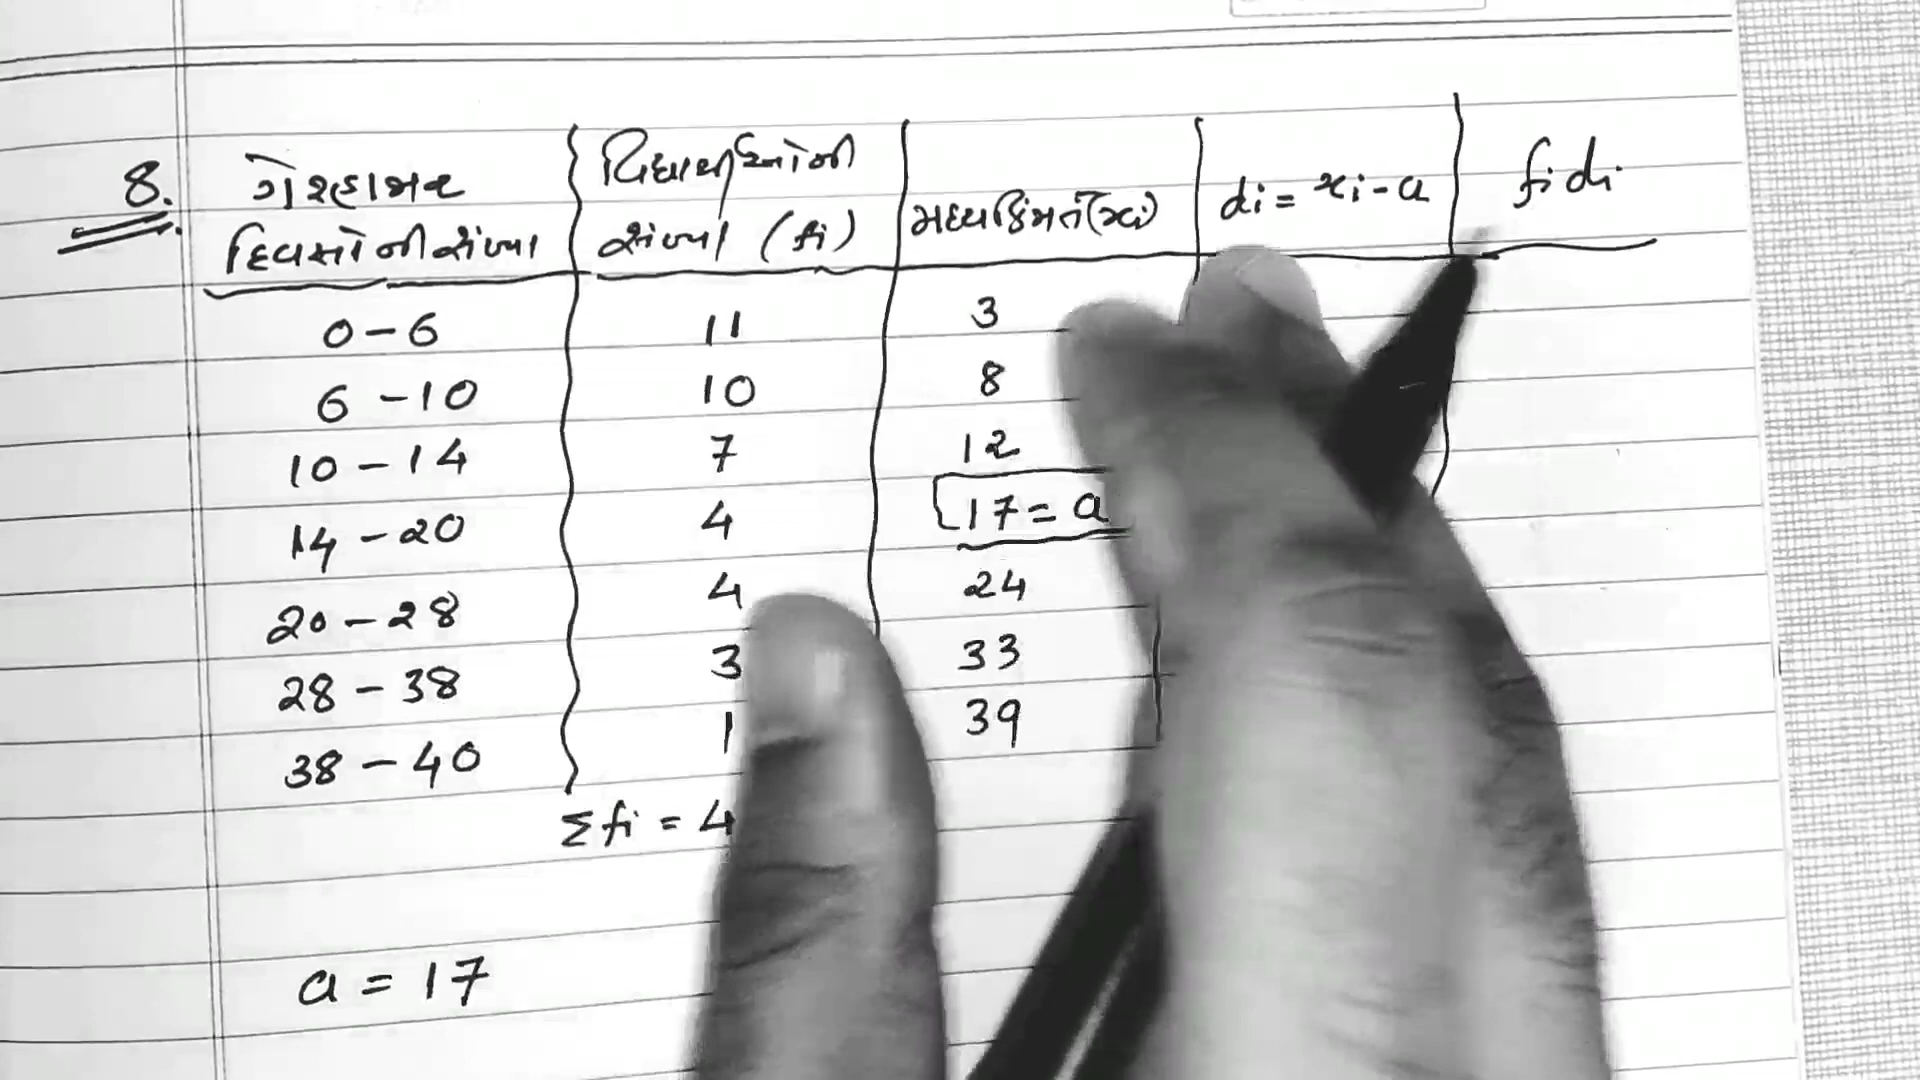 8. ગેરહાજર દિવસોની સંખ્યા | વિદ્યાર્થીઓની સંખ્યા (fi) | મધ્યકિંમત (xi) | di = xi - a | fidi
0 - 6 11 3
6 - 10 10 8
10 - 14 7 12
14 - 20 4 17 = a
20 - 28 4 24
28 - 38 3 33
38 - 40 1 39
Σfi = 4
a = 17